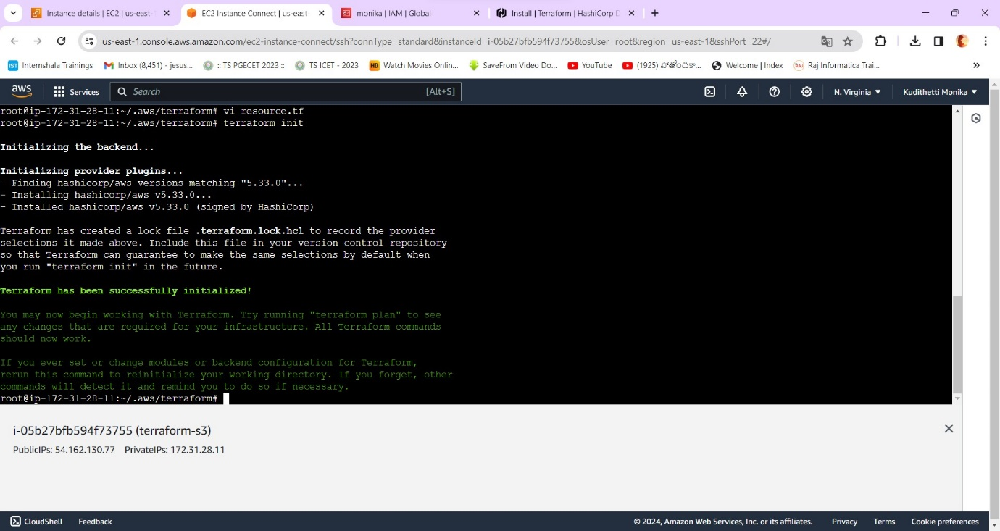 Instance details | EC2 | us-east-
EC2 Instance Connect | us-east-
monika | IAM | Global
Install | Terraform | HashiCorp D
us-east-1.console.aws.amazon.com/ec2-instance-connect/ssh?connType=standard&instanceId=i-05b27bfb594f73755&osUser=root&region=us-east-1&sshPort=22#/
IST Internshala Trainings
Inbox (8,451) - jesus...
:: TS PGECET 2023 ::
TS ICET - 2023
HD Watch Movies Onlin...
SaveFrom Video Do...
YouTube
Welcome | Index
Raj Informatica Trai...
aws
Services
Search
[Alt+S]
N. Virginia
Kudithetti Monika
root@ip-172-31-28-11:~/.aws/terraform# vi resource.tf
root@ip-172-31-28-11:~/.aws/terraform# terraform init
Initializing the backend...
Initializing provider plugins...
- Finding hashicorp/aws versions matching "5.33.0"...
- Installing hashicorp/aws v5.33.0...
- Installed hashicorp/aws v5.33.0 (signed by HashiCorp)
Terraform has created a lock file .terraform.lock.hcl to record the provider
selections it made above. Include this file in your version control repository
so that Terraform can guarantee to make the same selections by default when
you run "terraform init" in the future.
Terraform has been successfully initialized!
You may now begin working with Terraform. Try running "terraform plan" to see
any changes that are required for your infrastructure. All Terraform commands
should now work.
If you ever set or change modules or backend configuration for Terraform,
rerun this command to reinitialize your working directory. If you forget, other
commands will detect it and remind you to do so if necessary.
root@ip-172-31-28-11:~/.aws/terraform#
i-05b27bfb594f73755 (terraform-s3)
PublicIPs: 54.162.130.77 PrivateIPs: 172.31.28.11
CloudShell
Feedback
© 2024, Amazon Web Services, Inc. or its affiliates.
Privacy
Terms
Cookie preferences